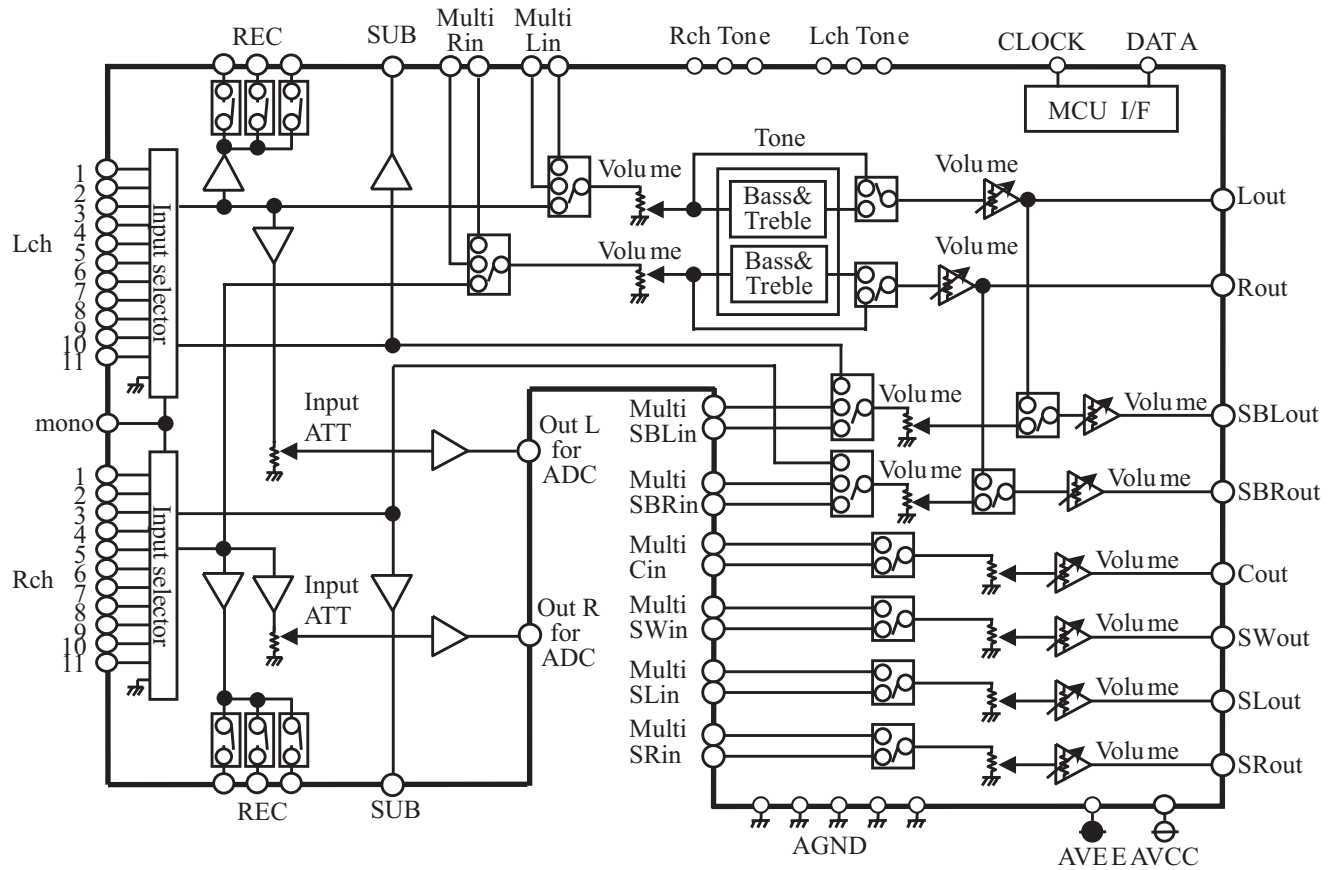 REC
SUB
Multi
Rin
Multi
Lin
Rch Tone
Lch Tone
CLOCK
DATA
MCU I/F
Tone
Volume
Volume
Lch
1
2
3
4
5
6
7
8
9
10
11
Input selector
Bass&
Treble
Lout
Volume
Volume
Bass&
Treble
Rout
mono
Input
ATT
Out L
for
ADC
Multi
SBLin
Volume
Volume
SBLout
Rch
1
2
3
4
5
6
7
8
9
10
11
Input selector
Multi
SBRin
Volume
Volume
SBRout
Input
ATT
Out R
for
ADC
Multi
Cin
Volume
Cout
Multi
SWin
Volume
SWout
Multi
SLin
Volume
SLout
Multi
SRin
Volume
SRout
REC
SUB
AGND
AVEE AVCC